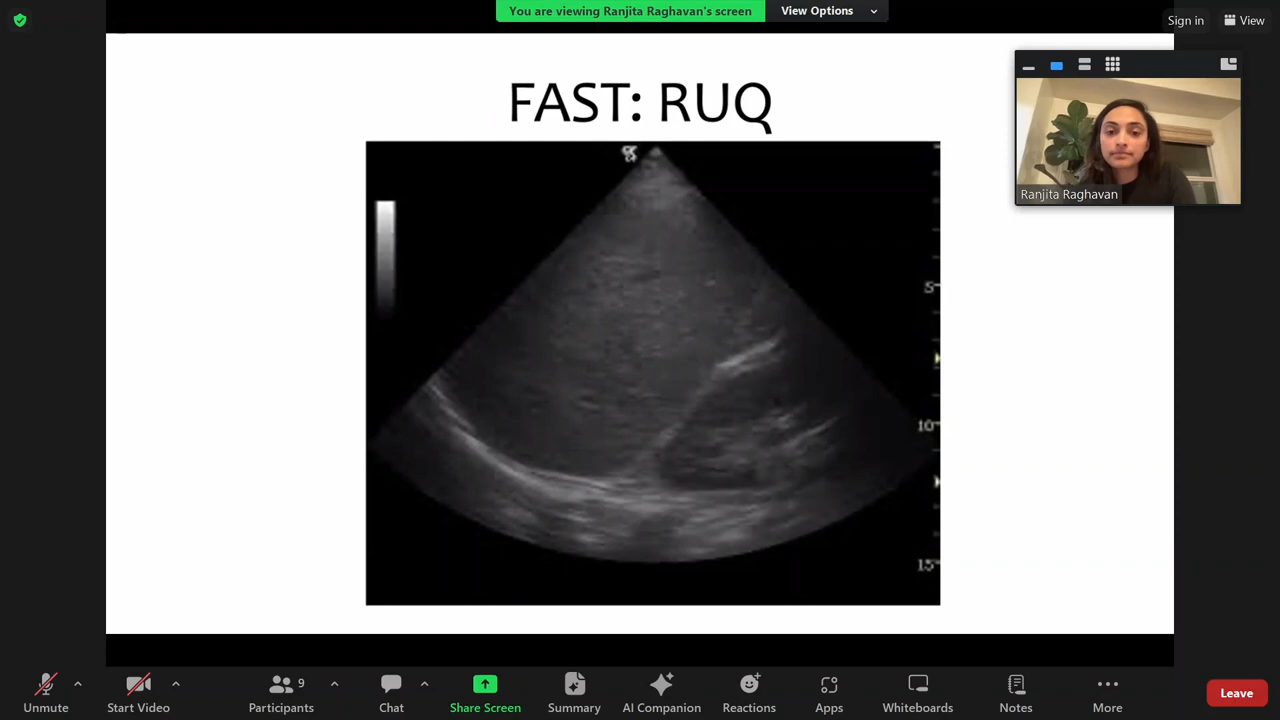 You are viewing Ranjita Raghavan's screen
View Options
Sign in
View
FAST: RUQ
Ranjita Raghavan
5
10
15
Unmute
Start Video
9
Participants
Chat
Share Screen
Summary
AI Companion
Reactions
Apps
Whiteboards
Notes
More
Leave